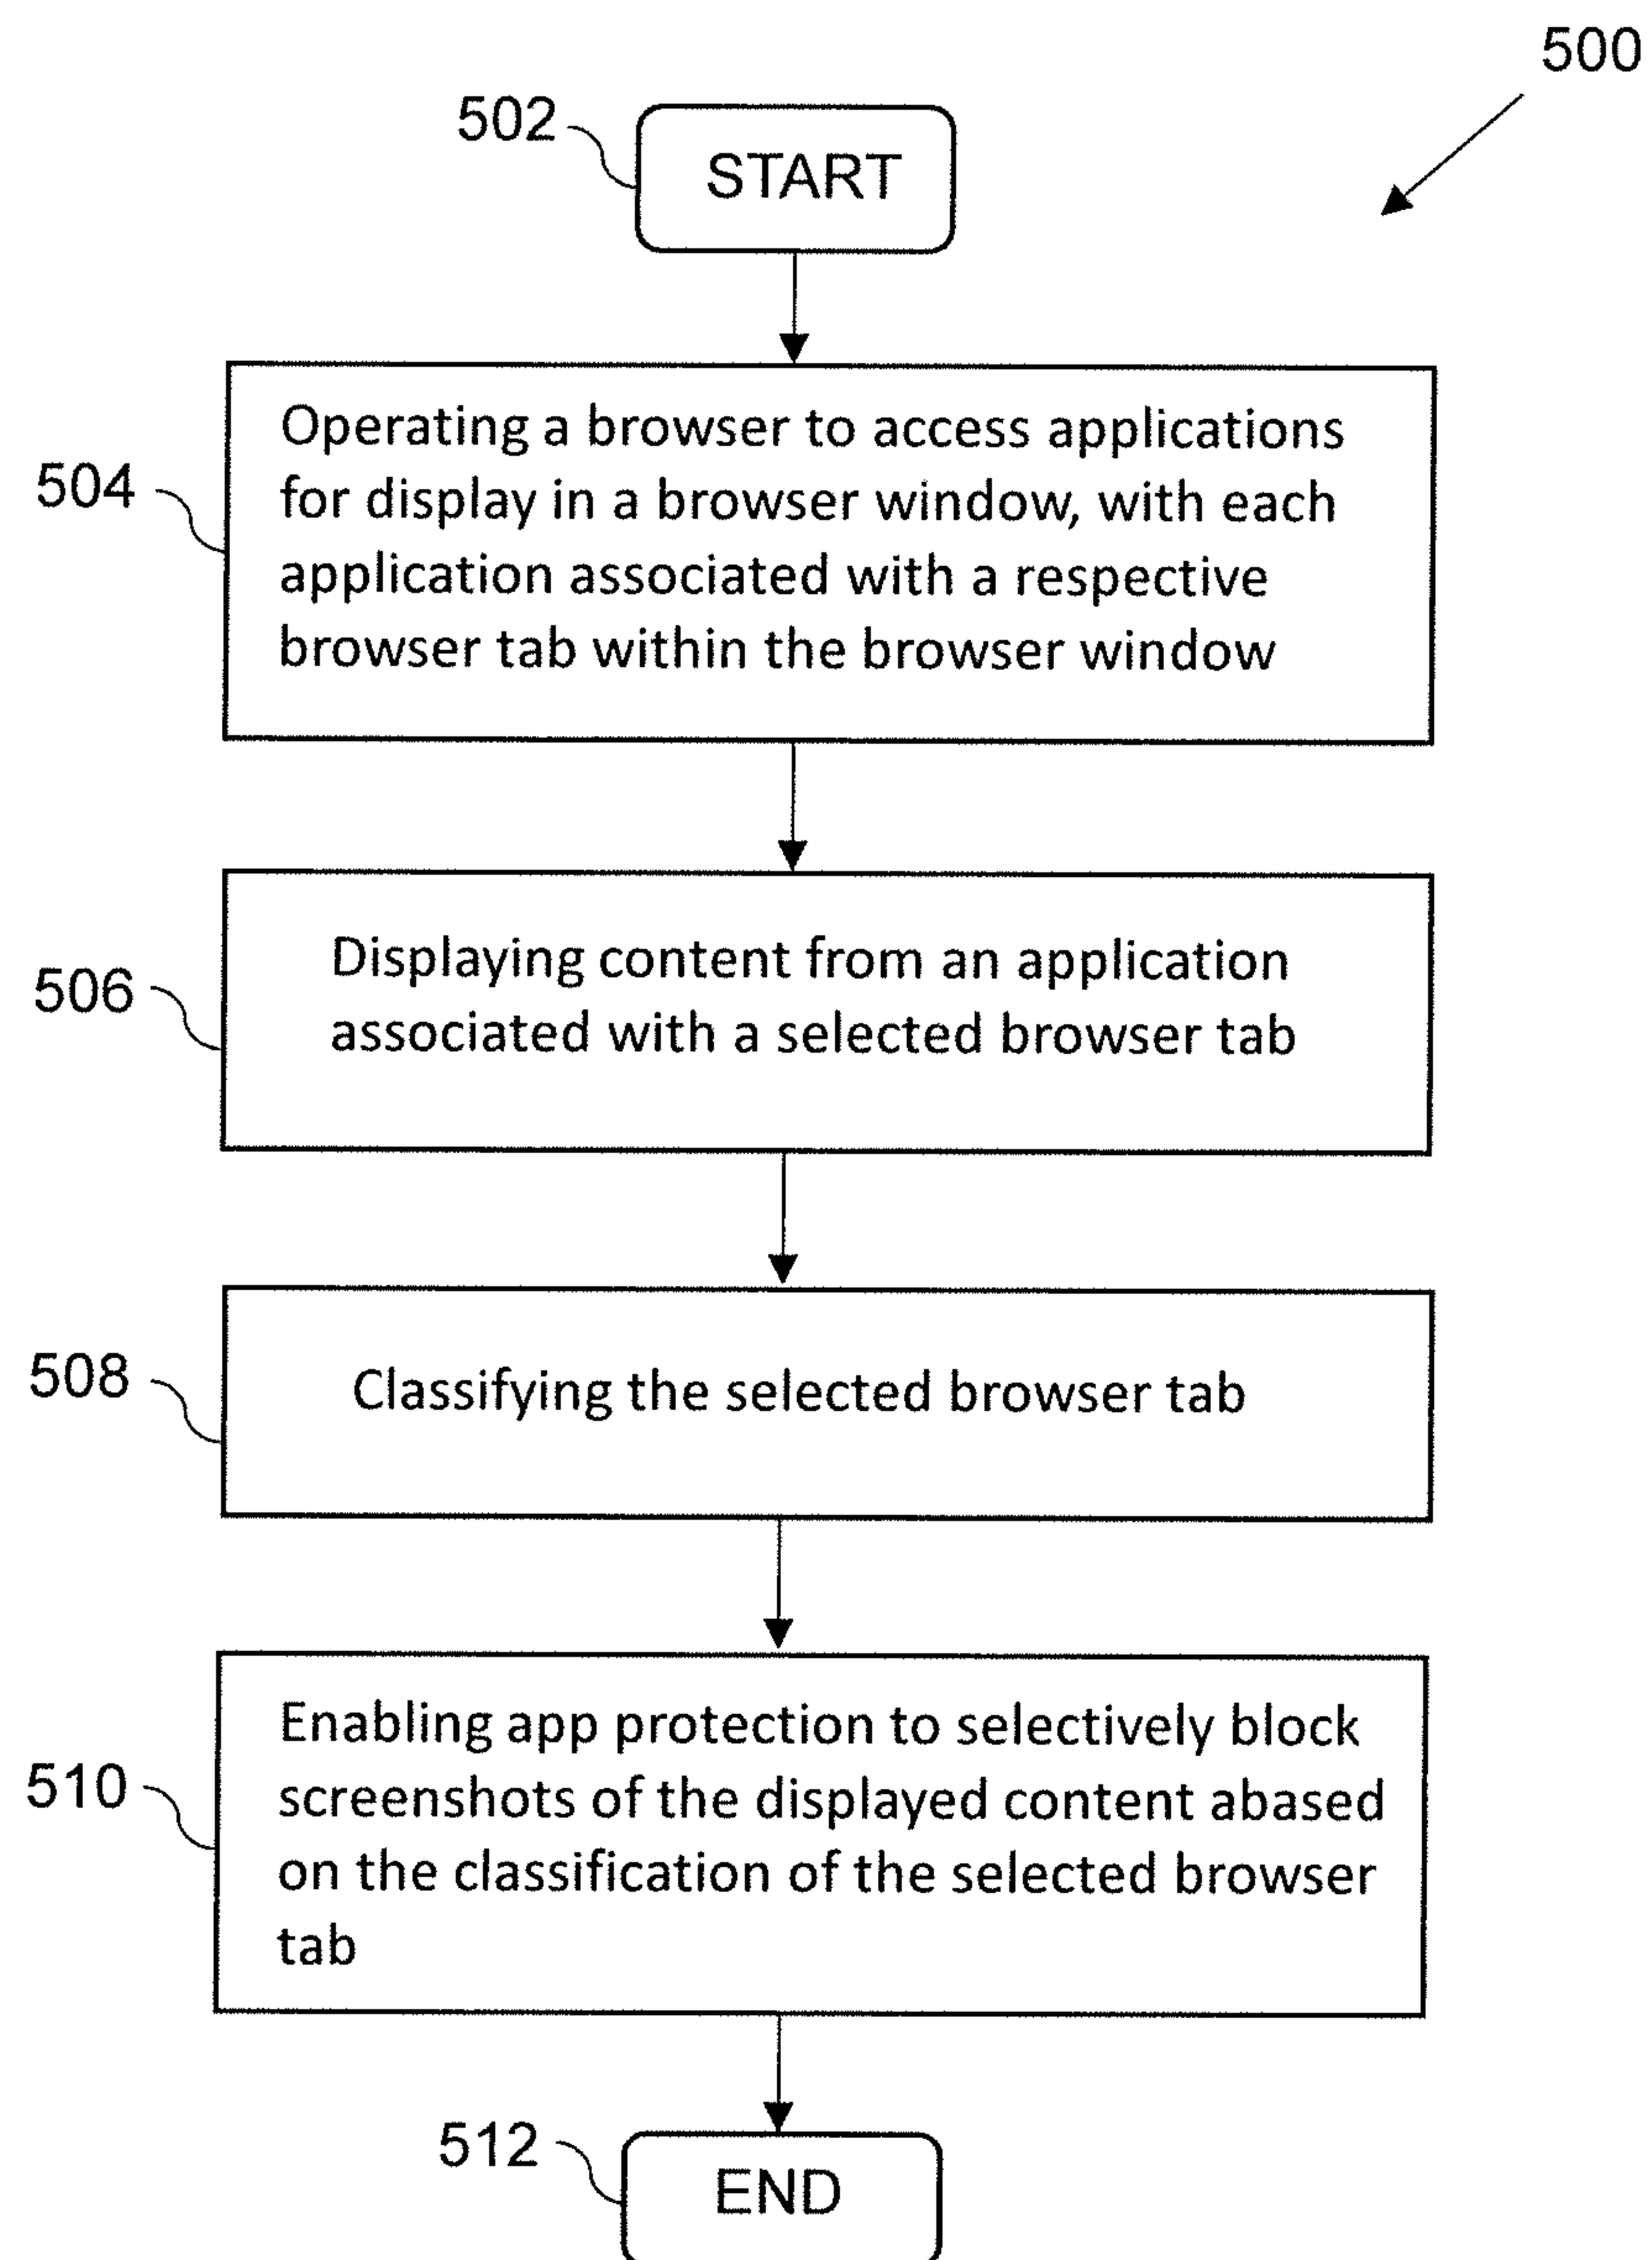 500
502
START
504
Operating a browser to access applications
for display in a browser window, with each
application associated with a respective
browser tab within the browser window
506
Displaying content from an application
associated with a selected browser tab
508
Classifying the selected browser tab
510
Enabling app protection to selectively block
screenshots of the displayed content abased
on the classification of the selected browser
tab
512
END